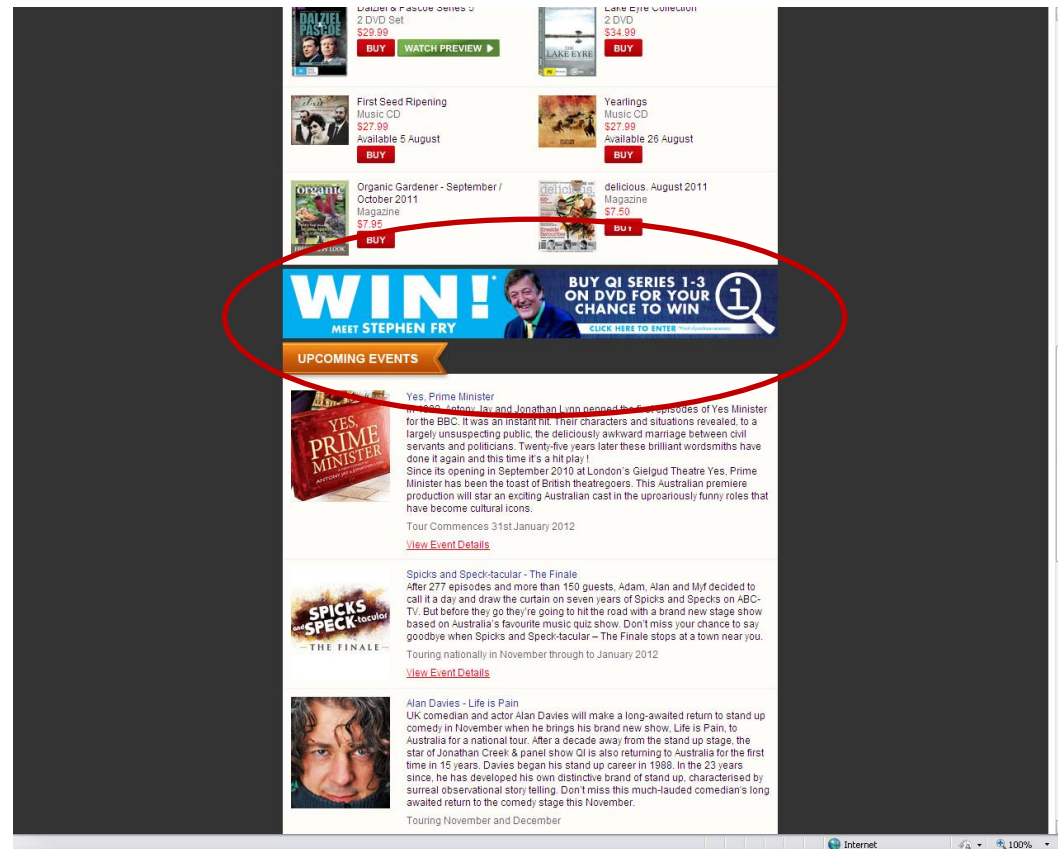 DALZIEL
PASCOE
Dalziel & Pascoe Series 5
2 DVD Set
$29.99
BUY
WATCH PREVIEW
LAKE EYRE
Lake Eyre Collection
2 DVD
$34.99
BUY
First Seed Ripening
Music CD
$27.99
Available 5 August
BUY
Yearlings
Music CD
$27.99
Available 26 August
BUY
organic
Organic Gardener - September /
October 2011
Magazine
$7.95
BUY
delicious.
delicious. August 2011
Magazine
$7.50
BUY
WIN!*
MEET STEPHEN FRY
BUY QI SERIES 1-3
ON DVD FOR YOUR
CHANCE TO WIN
CLICK HERE TO ENTER
UPCOMING EVENTS
YES,
PRIME
MINISTER
Yes, Prime Minister
In 1980, Antony Jay and Jonathan Lynn penned the first episodes of Yes Minister
for the BBC. It was an instant hit. Their characters and situations revealed, to a
largely unsuspecting public, the deliciously awkward marriage between civil
servants and politicians. Twenty-five years later these brilliant wordsmiths have
done it again and this time it's a hit play !
Since its opening in September 2010 at London's Gielgud Theatre Yes, Prime
Minister has been the toast of British theatregoers. This Australian premiere
production will star an exciting Australian cast in the uproariously funny roles that
have become cultural icons.
Tour Commences 31st January 2012
View Event Details
SPICKS
and SPECK-tacular
- THE FINALE -
Spicks and Speck-tacular - The Finale
After 277 episodes and more than 150 guests, Adam, Alan and Myf decided to
call it a day and draw the curtain on seven years of Spicks and Specks on ABC-
TV. But before they go they're going to hit the road with a brand new stage show
based on Australia's favourite music quiz show. Don't miss your chance to say
goodbye when Spicks and Speck-tacular – The Finale stops at a town near you.
Touring nationally in November through to January 2012
View Event Details
Alan Davies - Life is Pain
UK comedian and actor Alan Davies will make a long-awaited return to stand up
comedy in November when he brings his brand new show, Life is Pain, to
Australia for a national tour. After a decade away from the stand up stage, the
star of Jonathan Creek & panel show QI is also returning to Australia for the first
time in 15 years. Davies began his stand up career in 1988. In the 23 years
since, he has developed his own distinctive brand of stand up, characterised by
surreal observational story telling. Don't miss this much-lauded comedian's long
awaited return to the comedy stage this November.
Touring November and December
Internet
100%